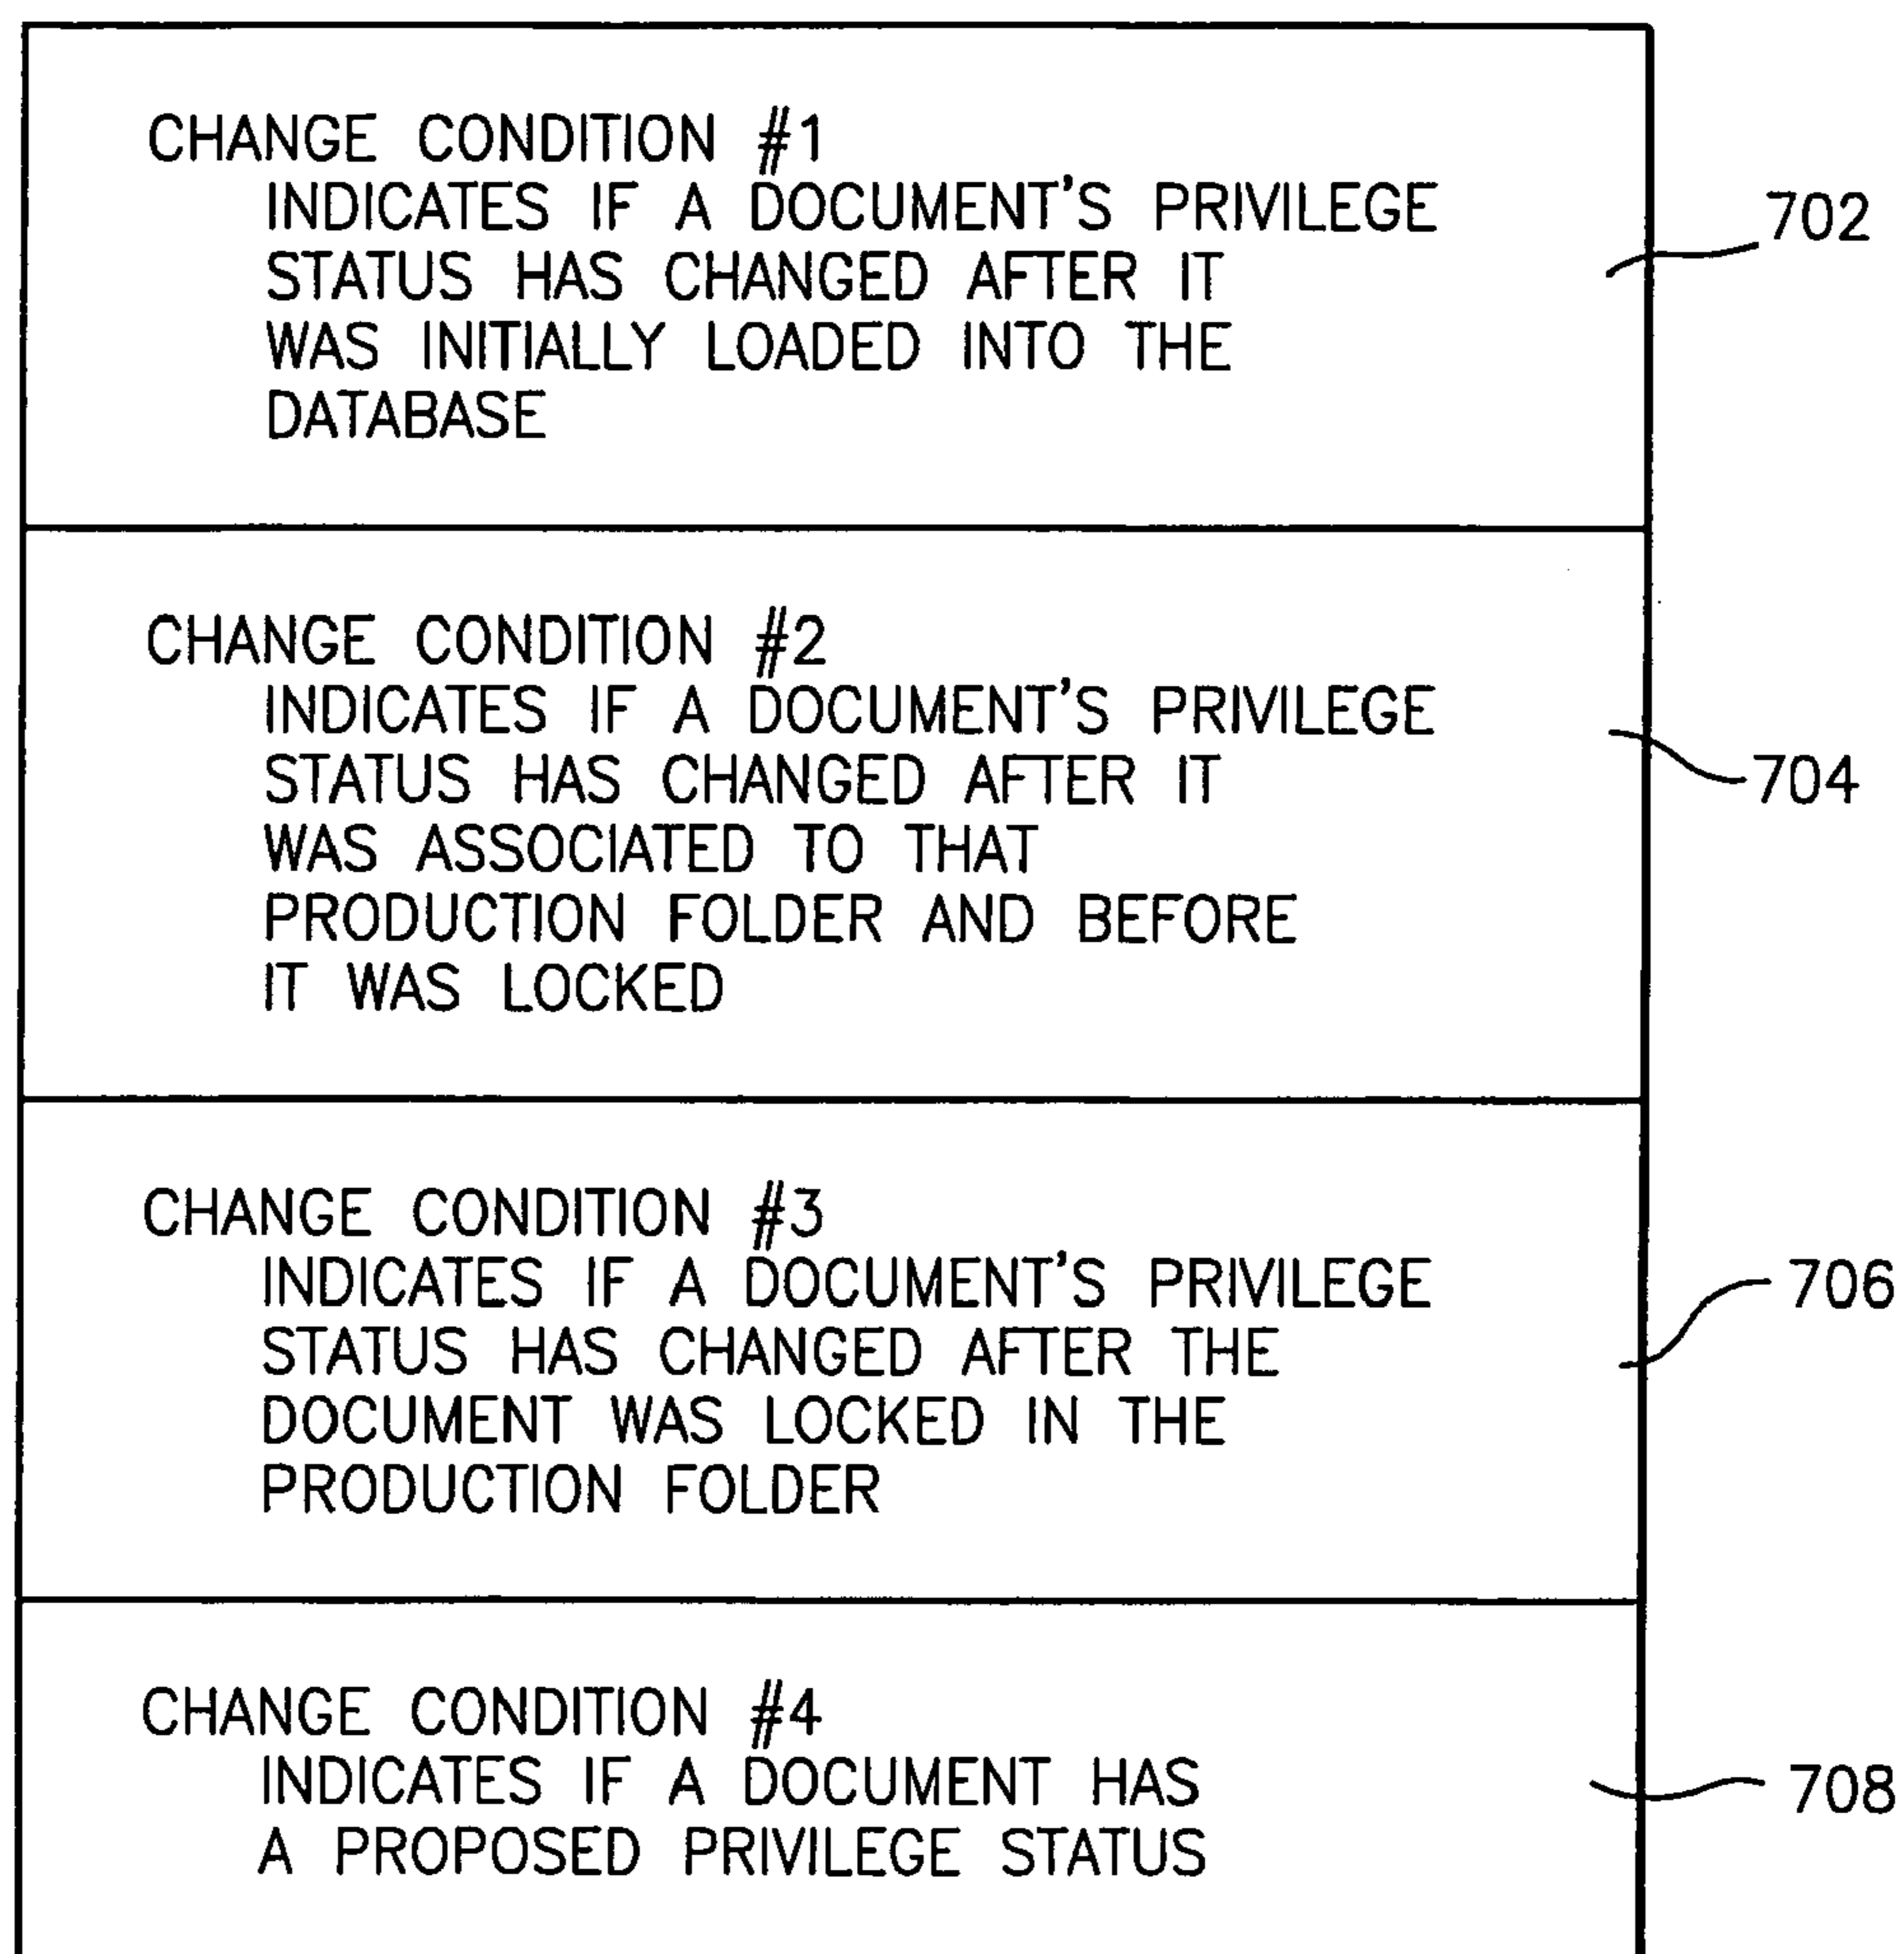 CHANGE CONDITION #1
INDICATES IF A DOCUMENT'S PRIVILEGE
STATUS HAS CHANGED AFTER IT
WAS INITIALLY LOADED INTO THE
DATABASE
702
CHANGE CONDITION #2
INDICATES IF A DOCUMENT'S PRIVILEGE
STATUS HAS CHANGED AFTER IT
WAS ASSOCIATED TO THAT
PRODUCTION FOLDER AND BEFORE
IT WAS LOCKED
704
CHANGE CONDITION #3
INDICATES IF A DOCUMENT'S PRIVILEGE
STATUS HAS CHANGED AFTER THE
DOCUMENT WAS LOCKED IN THE
PRODUCTION FOLDER
706
CHANGE CONDITION #4
INDICATES IF A DOCUMENT HAS
A PROPOSED PRIVILEGE STATUS
708